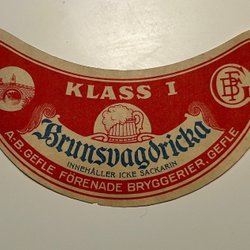 KLASS I
Brunsvagdricka
INNEHÅLLER ICKE SACKARIN
A.-B. GEFLE FÖRENADE BRYGGERIER, GEFLE